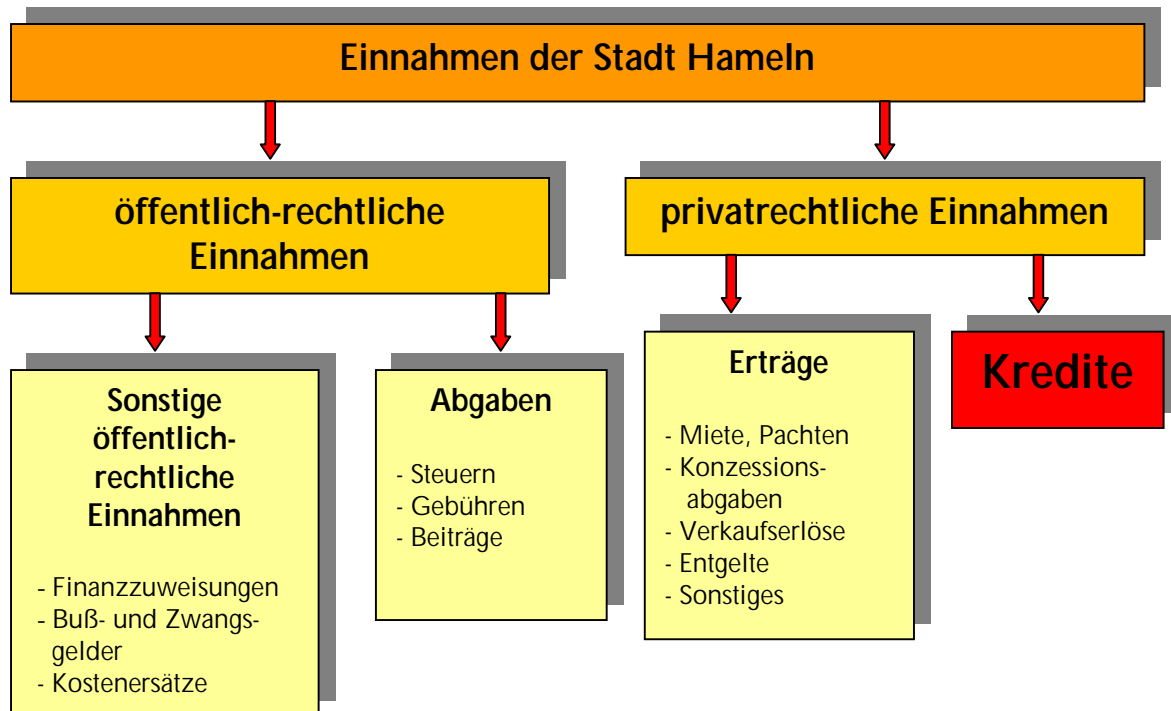 Einnahmen der Stadt Hameln
öffentlich-rechtliche
Einnahmen
privatrechtliche Einnahmen
Sonstige
öffentlich-
rechtliche
Einnahmen
- Finanzzuweisungen
- Buß- und Zwangs-
gelder
- Kostenersätze
Abgaben
- Steuern
- Gebühren
- Beiträge
Erträge
- Miete, Pachten
- Konzessions-
abgaben
- Verkaufserlöse
- Entgelte
- Sonstiges
Kredite